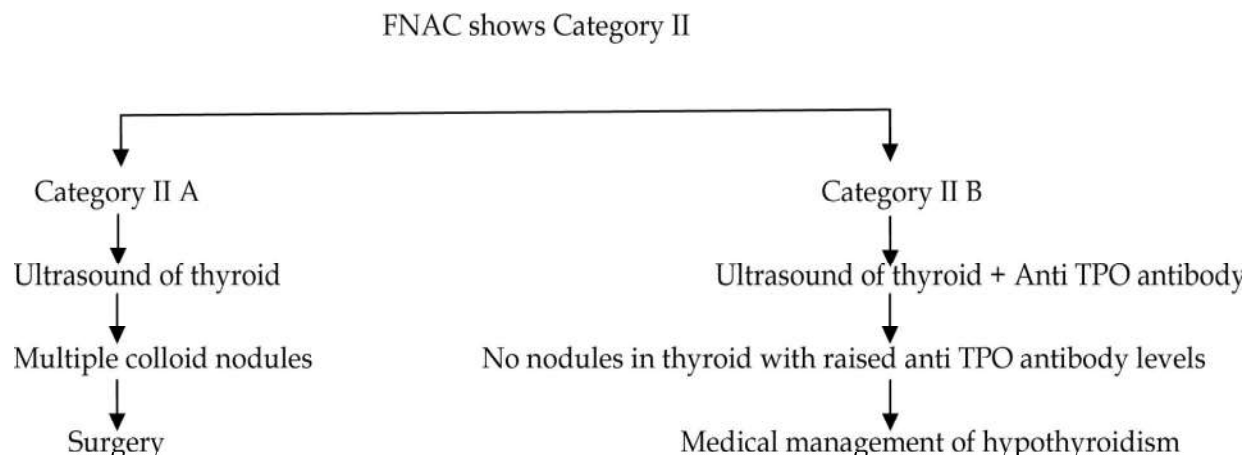 FNAC shows Category II
Category II A
Category II B
Ultrasound of thyroid
Ultrasound of thyroid + Anti TPO antibody
Multiple colloid nodules
No nodules in thyroid with raised anti TPO antibody levels
Surgery
Medical management of hypothyroidism